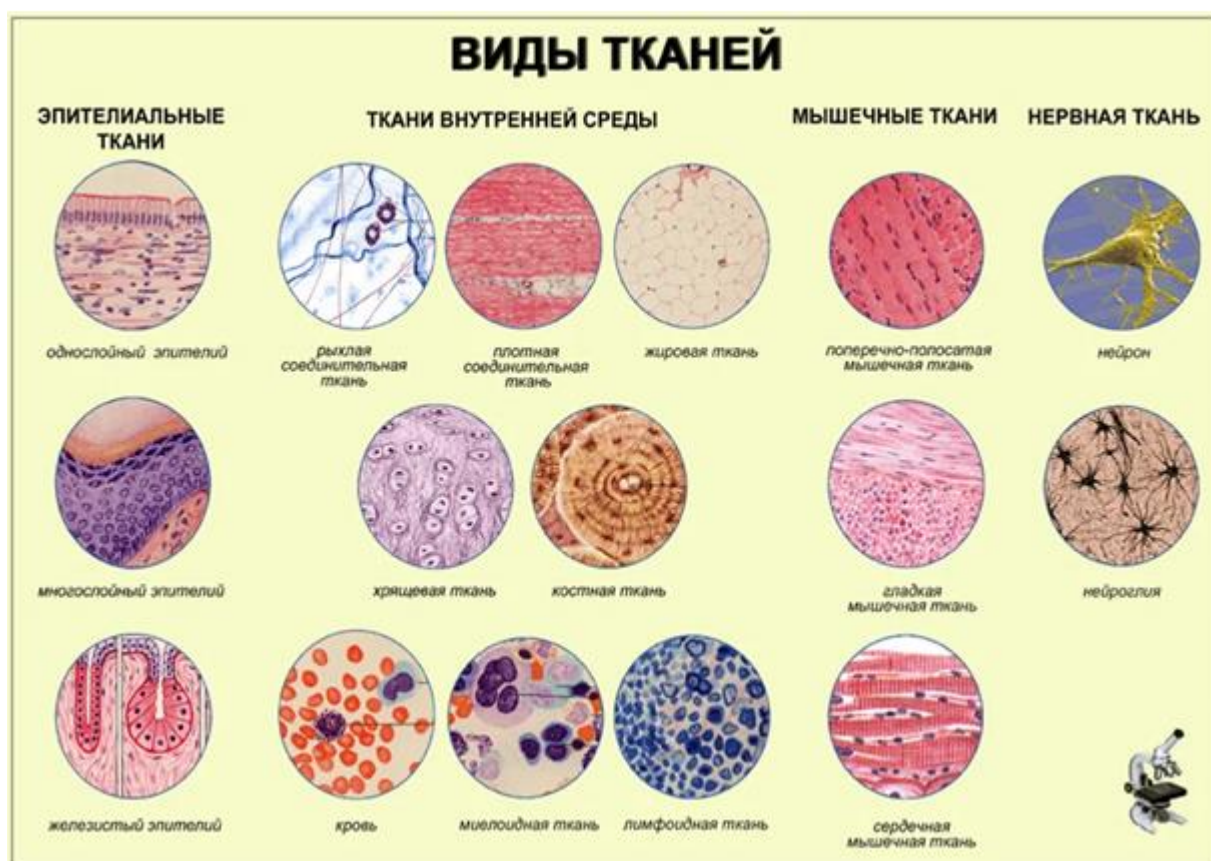 ВИДЫ ТКАНЕЙ
ЭПИТЕЛИАЛЬНЫЕ
ТКАНИ
ТКАНИ ВНУТРЕННЕЙ СРЕДЫ
МЫШЕЧНЫЕ ТКАНИ
НЕРВНАЯ ТКАНЬ
однослойный эпителий
рыхлая
соединительная
ткань
плотная
соединительная
ткань
жировая ткань
поперечно-полосатая
мышечная ткань
нейрон
многослойный эпителий
хрящевая ткань
костная ткань
гладкая
мышечная ткань
нейроглия
железистый эпителий
кровь
миелоидная ткань
лимфоидная ткань
сердечная
мышечная ткань